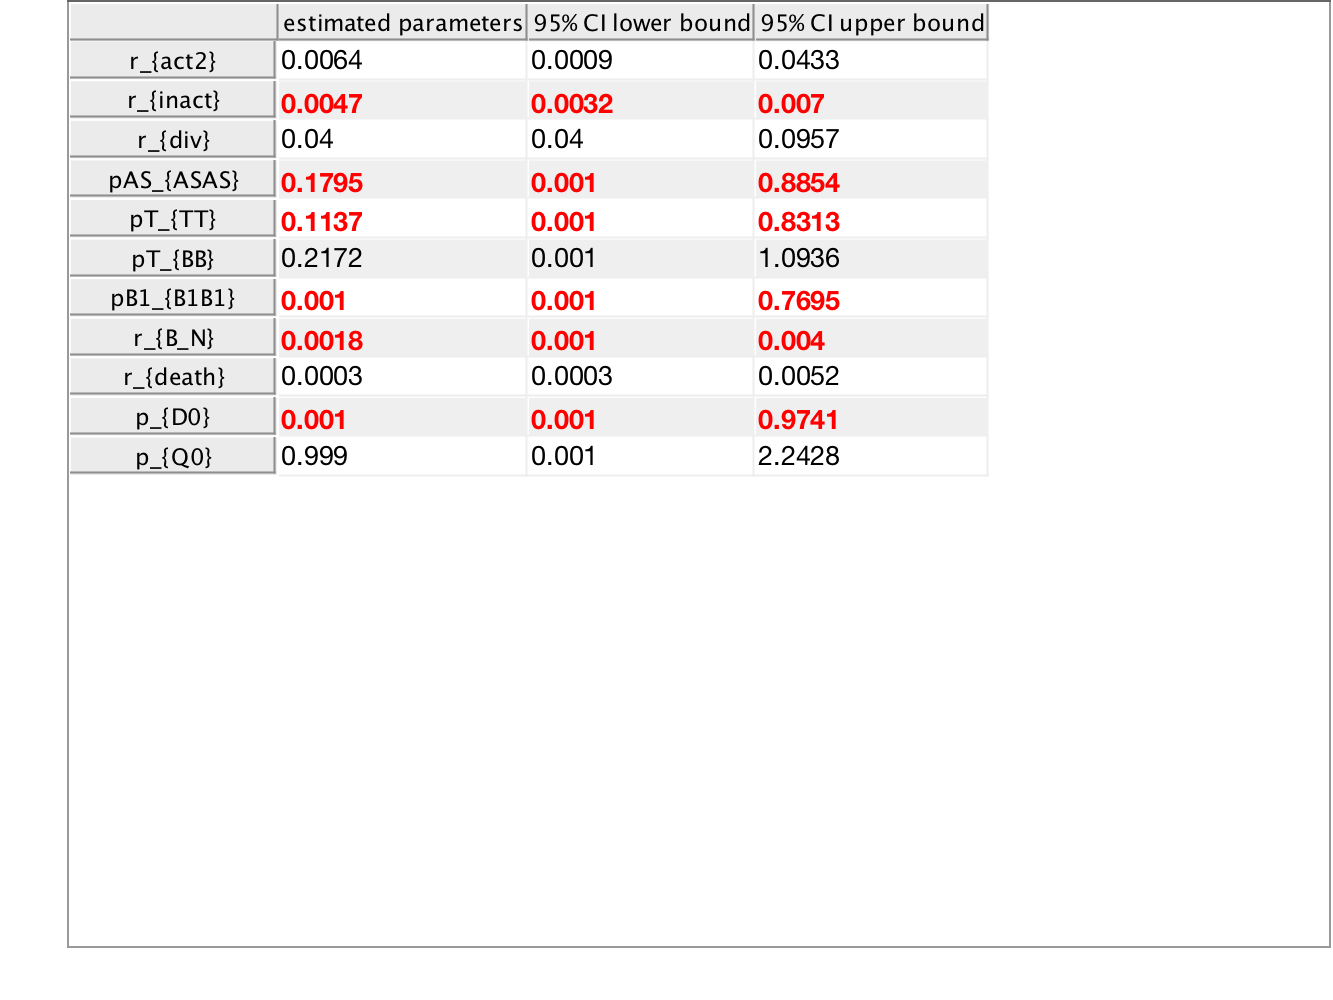 estimated parameters 95% CI lower bound 95% CI upper bound
r_{act2} 0.0064 0.0009 0.0433
r_{inact} 0.0047 0.0032 0.007
r_{div} 0.04 0.04 0.0957
pAS_{ASAS} 0.1795 0.001 0.8854
pT_{TT} 0.1137 0.001 0.8313
pT_{BB} 0.2172 0.001 1.0936
pB1_{B1B1} 0.001 0.001 0.7695
r_{B_N} 0.0018 0.001 0.004
r_{death} 0.0003 0.0003 0.0052
p_{D0} 0.001 0.001 0.9741
p_{Q0} 0.999 0.001 2.2428